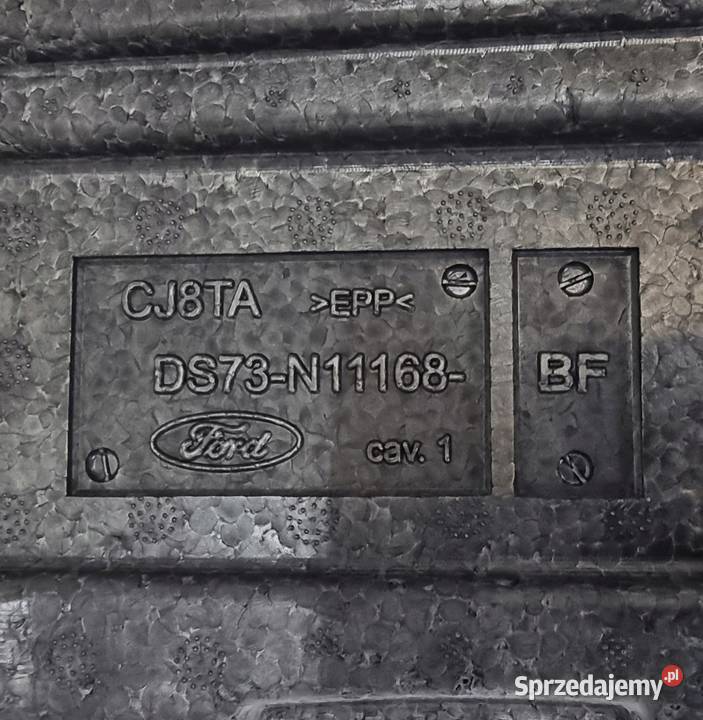 CJ8TA >EPP<
DS73-N11168- BF
Ford cav. 1
Sprzedajemy.pl